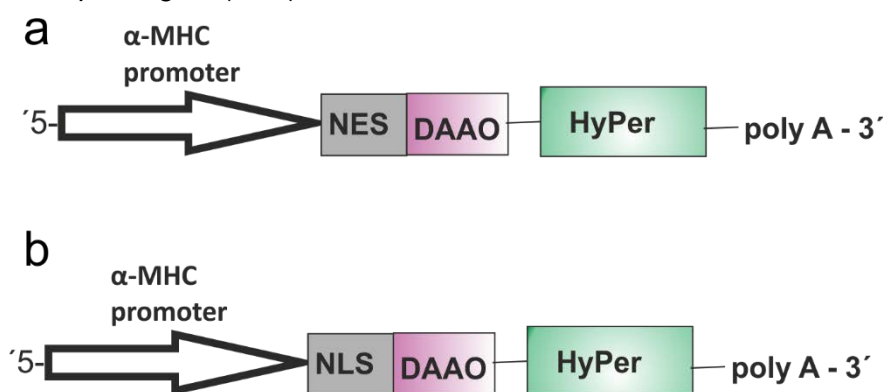 a
α-MHC
promoter
´5- NES DAAO HyPer poly A - 3´
b
α-MHC
promoter
´5- NLS DAAO HyPer poly A - 3´